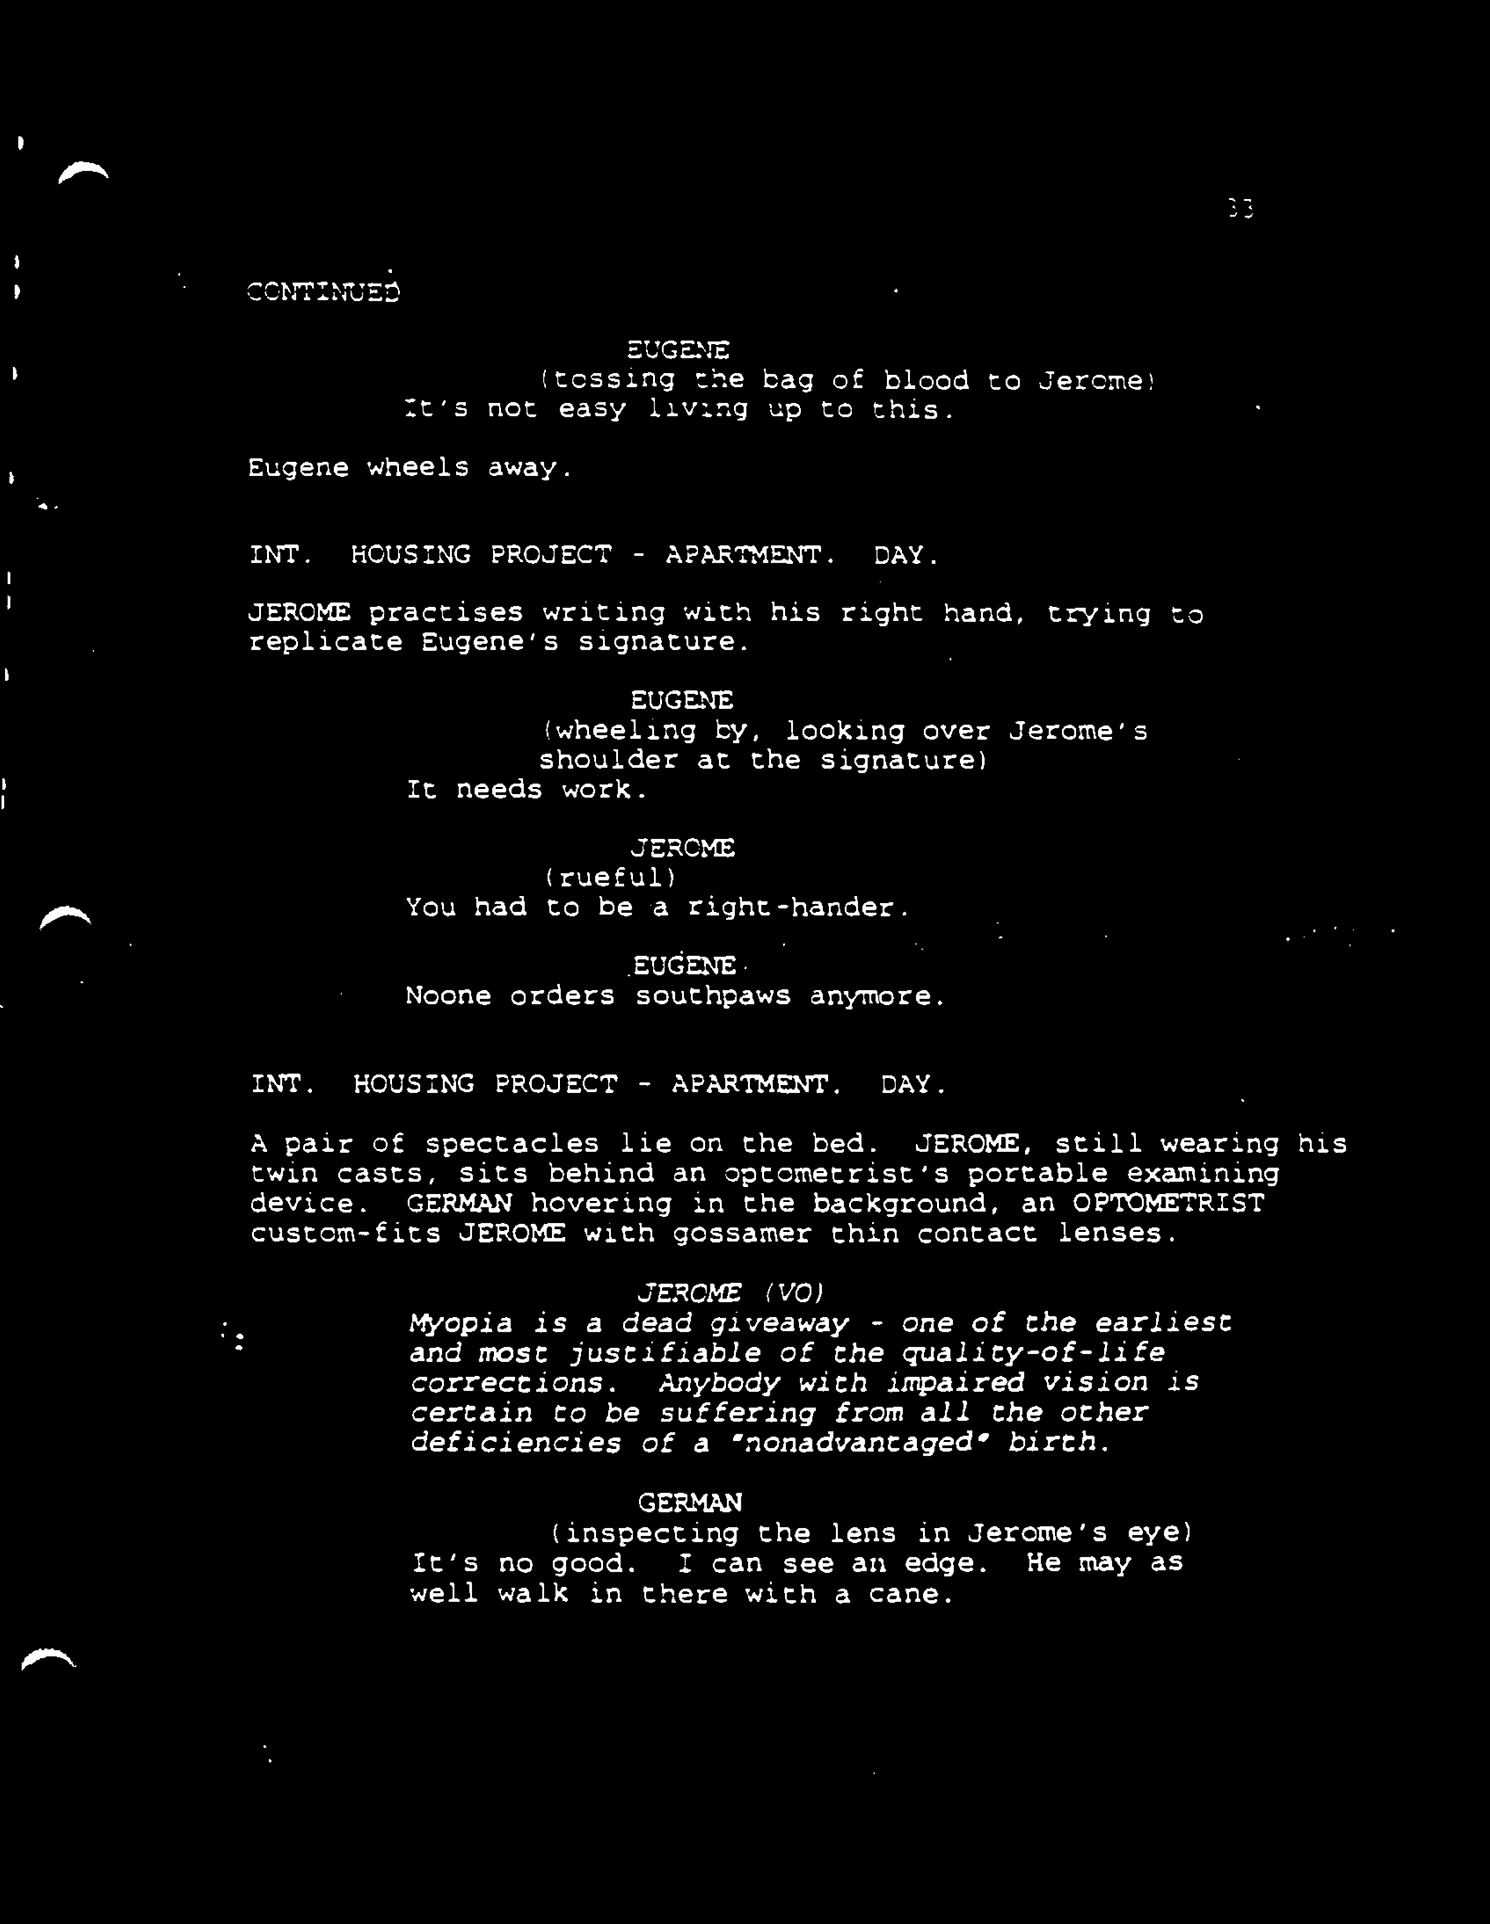 33
CONTINUED
EUGENE
(tossing the bag of blood to Jerome)
It's not easy living up to this.
Eugene wheels away.
INT. HOUSING PROJECT - APARTMENT. DAY.
JEROME practises writing with his right hand, trying to
replicate Eugene's signature.
EUGENE
(wheeling by, looking over Jerome's
shoulder at the signature)
It needs work.
JEROME
(rueful)
You had to be a right-hander.
EUGENE
Noone orders southpaws anymore.
INT. HOUSING PROJECT - APARTMENT. DAY.
A pair of spectacles lie on the bed. JEROME, still wearing his
twin casts, sits behind an optometrist's portable examining
device. GERMAN hovering in the background, an OPTOMETRIST
custom-fits JEROME with gossamer thin contact lenses.
JEROME (VO)
Myopia is a dead giveaway - one of the earliest
and most justifiable of the quality-of-life
corrections. Anybody with impaired vision is
certain to be suffering from all the other
deficiencies of a "nonadvantaged" birth.
GERMAN
(inspecting the lens in Jerome's eye)
It's no good. I can see an edge. He may as
well walk in there with a cane.